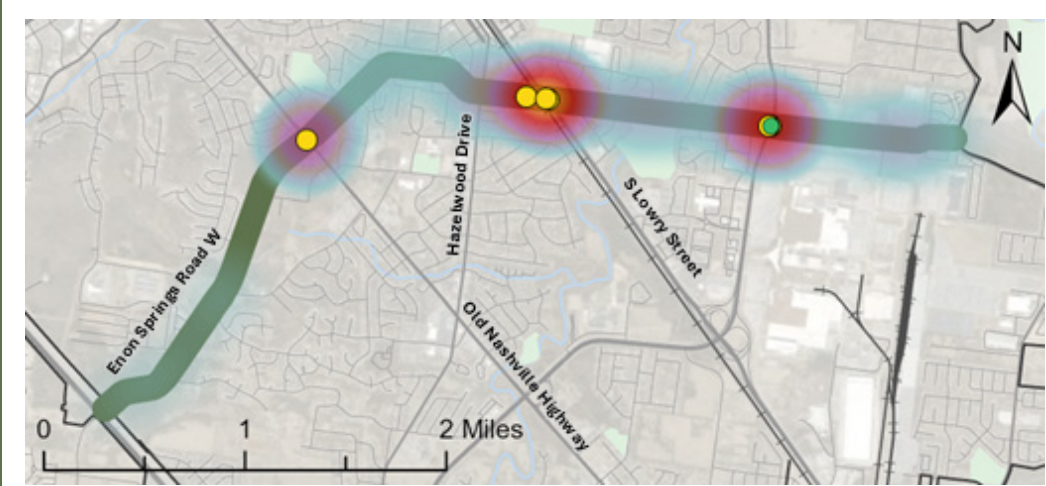 N
Hazelwood Drive
S Lowry Street
Enon Springs Road W
Old Nashville Highway
0 1 2 Miles